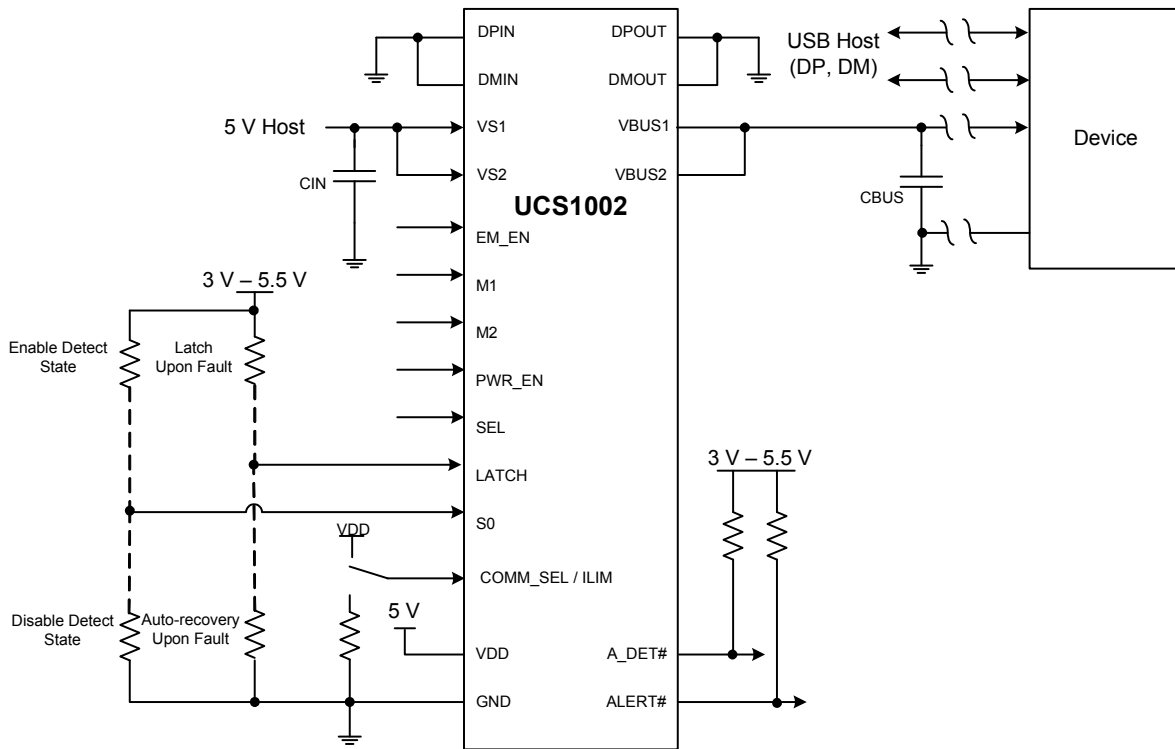 DPIN
DPOUT
USB Host
(DP, DM)
DMIN
DMOUT
5 V Host
VS1
VBUS1
Device
CIN
VS2
VBUS2
CBUS
UCS1002
EM_EN
3 V – 5.5 V
M1
M2
Enable Detect
State
Latch
Upon Fault
PWR_EN
SEL
3 V – 5.5 V
LATCH
S0
VDD
COMM_SEL / ILIM
Disable Detect
State
Auto-recovery
Upon Fault
5 V
VDD
A_DET#
GND
ALERT#